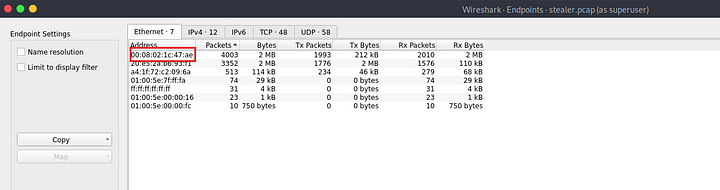 Wireshark · Endpoints · stealer.pcap (as superuser)
Endpoint Settings
Name resolution
Limit to display filter
Copy
Map
Ethernet · 7 IPv4 · 12 IPv6 TCP · 48 UDP · 58
Address Packets Bytes Tx Packets Tx Bytes Rx Packets Rx Bytes
00:08:02:1c:47:ae 4003 2 MB 1993 212 kB 2010 2 MB
20:e5:2a:b6:93:f1 3352 2 MB 1776 2 MB 1576 110 kB
a4:1f:72:c2:09:6a 513 114 kB 234 46 kB 279 68 kB
01:00:5e:7f:ff:fa 74 29 kB 0 0 bytes 74 29 kB
ff:ff:ff:ff:ff:ff 31 4 kB 0 0 bytes 31 4 kB
01:00:5e:00:00:16 23 1 kB 0 0 bytes 23 1 kB
01:00:5e:00:00:fc 10 750 bytes 0 0 bytes 10 750 bytes